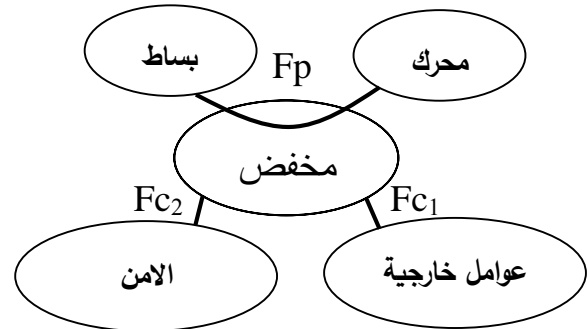 محرك
بساط
Fp
مخفض
Fc₁
Fc₂
عوامل خارجية
الامن